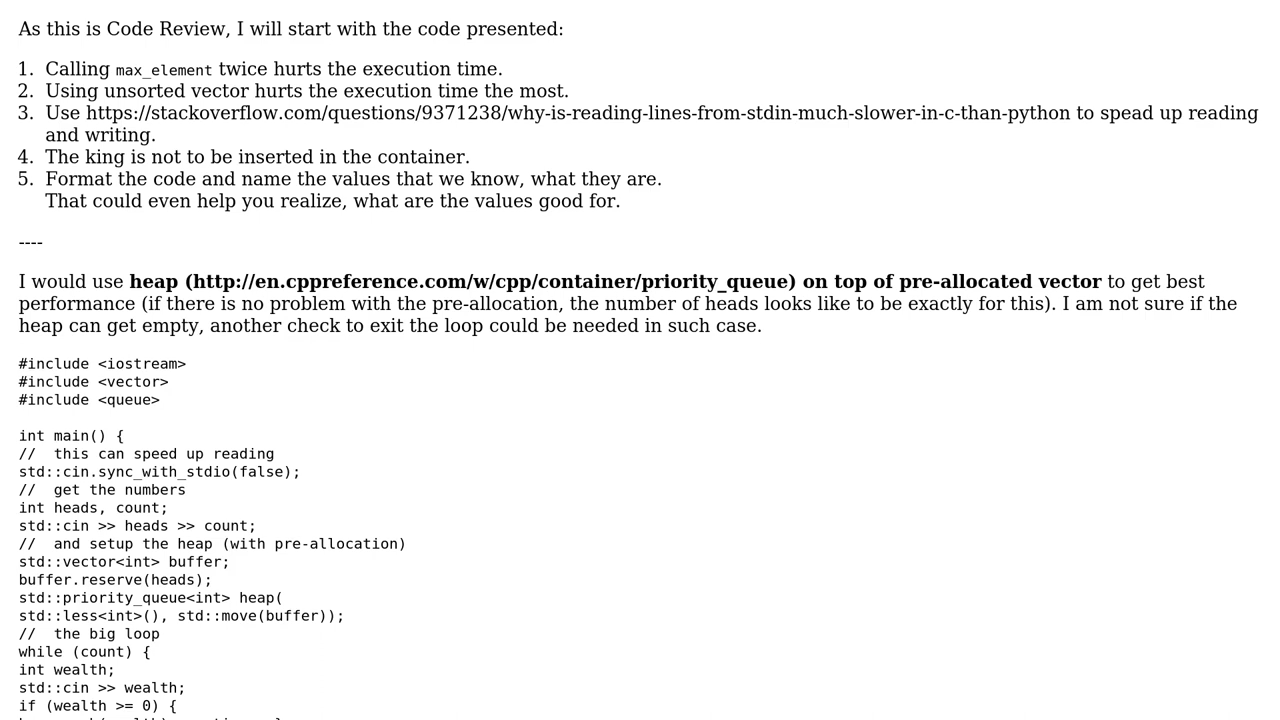 As this is Code Review, I will start with the code presented:
1. Calling max_element twice hurts the execution time.
2. Using unsorted vector hurts the execution time the most.
3. Use https://stackoverflow.com/questions/9371238/why-is-reading-lines-from-stdin-much-slower-in-c-than-python to spead up reading
and writing.
4. The king is not to be inserted in the container.
5. Format the code and name the values that we know, what they are.
That could even help you realize, what are the values good for.
----
I would use heap (http://en.cppreference.com/w/cpp/container/priority_queue) on top of pre-allocated vector to get best
performance (if there is no problem with the pre-allocation, the number of heads looks like to be exactly for this). I am not sure if the
heap can get empty, another check to exit the loop could be needed in such case.
#include <iostream>
#include <vector>
#include <queue>
int main() {
//  this can speed up reading
std::cin.sync_with_stdio(false);
//  get the numbers
int heads, count;
std::cin >> heads >> count;
//  and setup the heap (with pre-allocation)
std::vector<int> buffer;
buffer.reserve(heads);
std::priority_queue<int> heap(
std::less<int>(), std::move(buffer));
//  the big loop
while (count) {
int wealth;
std::cin >> wealth;
if (wealth >= 0) {